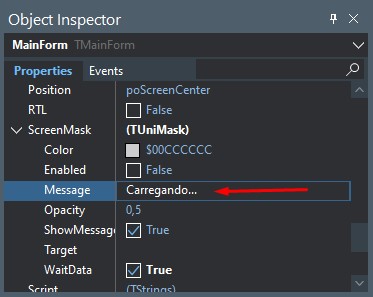 Object Inspector
MainForm TMainForm
Properties Events
Position poScreenCenter
RTL False
ScreenMask (TUniMask)
Color $00CCCCCC
Enabled False
Message Carregando...
Opacity 0,5
ShowMessage True
Target
WaitData True
Script (TStrings)